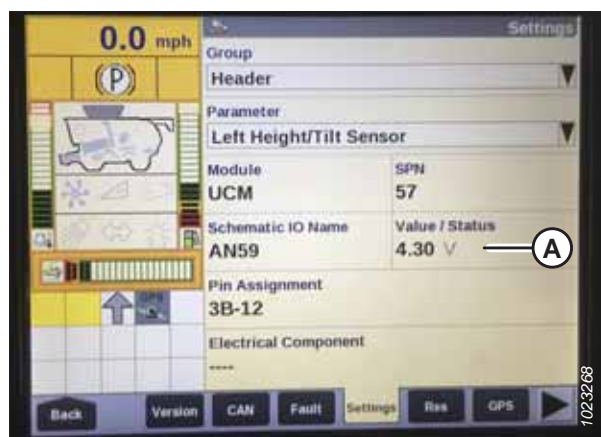 0.0 mph
(P)
Settings
Group
Header
Parameter
Left Height/Tilt Sensor
Module
SPN
UCM
57
Schematic IO Name
Value / Status
AN59
4.30 V
A
Pin Assignment
3B-12
Electrical Component
----
Back
Version
CAN
Fault
Settings
Res
GPS
1023268